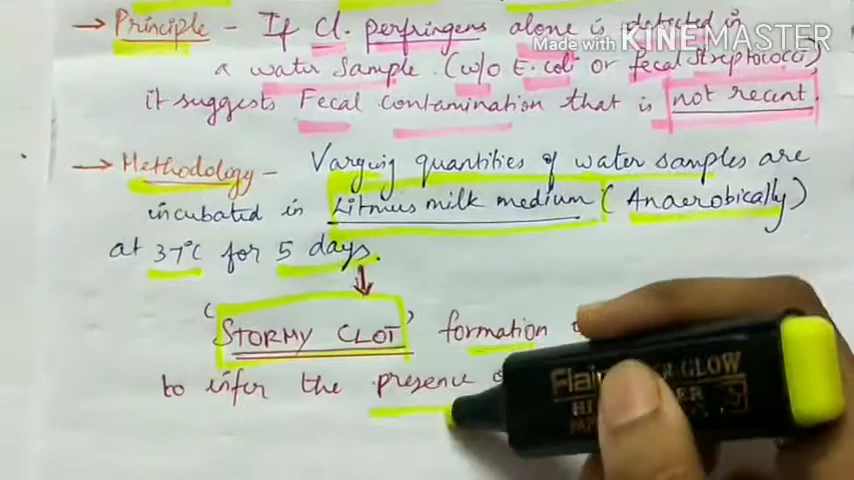 → Principle - If Cl. perfringens alone is detected in
Made with KINEMASTER
a water sample (w/o E. coli or fecal Streptococci)
it suggests Fecal contamination that is not recent.
→ Methodology - Varying quantities of water samples are
incubated in Litmus milk medium (Anaerobically)
at 37°C for 5 days.
'STORMY CLOT' formation
to infer the presence
Flair GLOW